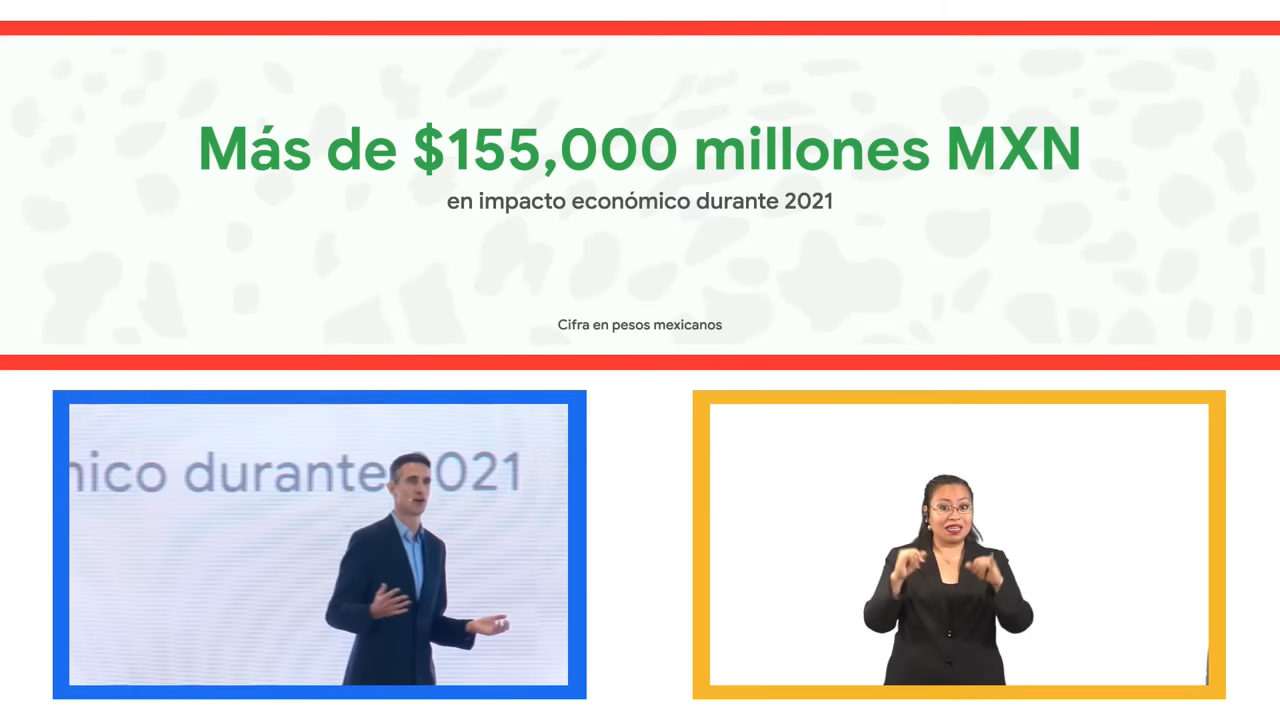 Más de $155,000 millones MXN
en impacto económico durante 2021
Cifra en pesos mexicanos
nico durante 2021